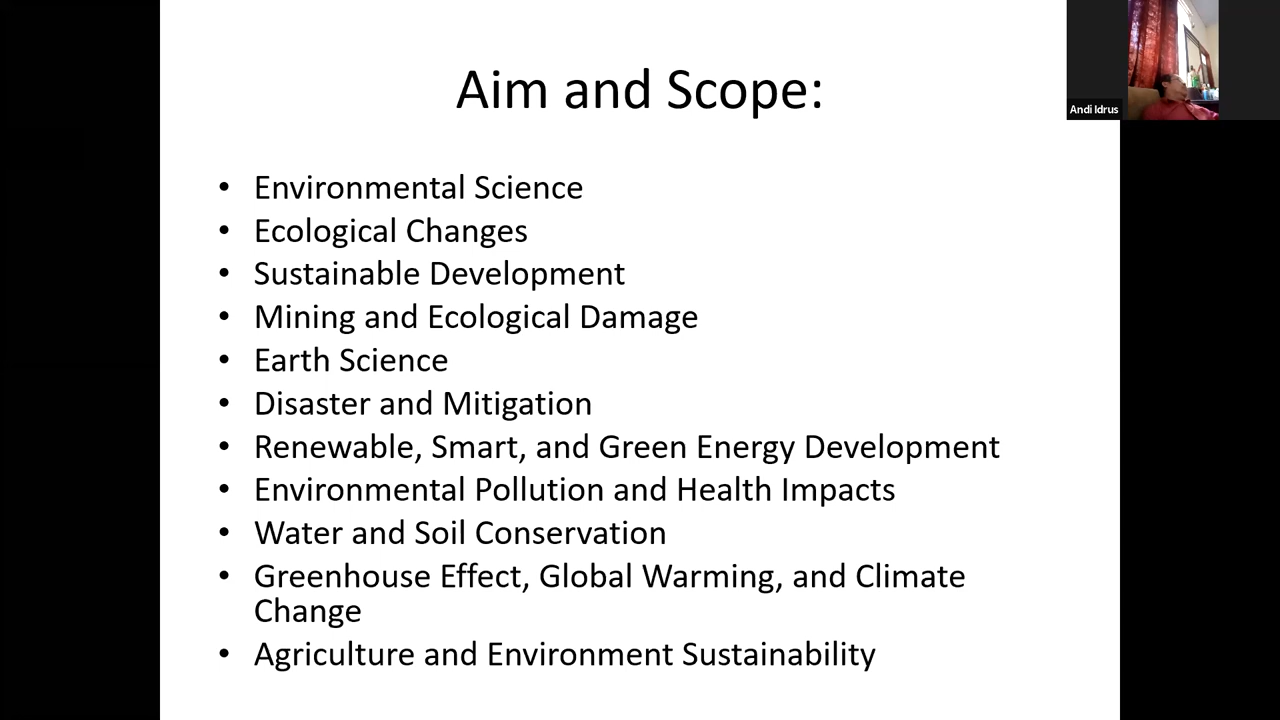 Aim and Scope:
• Environmental Science
• Ecological Changes
• Sustainable Development
• Mining and Ecological Damage
• Earth Science
• Disaster and Mitigation
• Renewable, Smart, and Green Energy Development
• Environmental Pollution and Health Impacts
• Water and Soil Conservation
• Greenhouse Effect, Global Warming, and Climate
Change
• Agriculture and Environment Sustainability
Andi Idrus